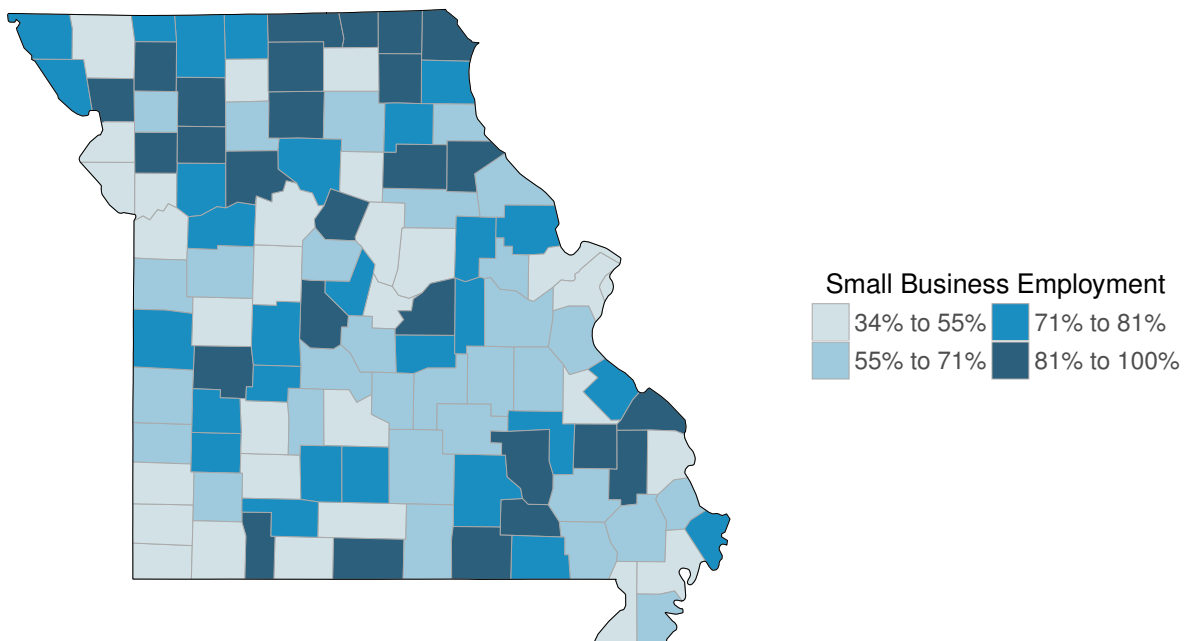 Small Business Employment
34% to 55% 71% to 81%
55% to 71% 81% to 100%